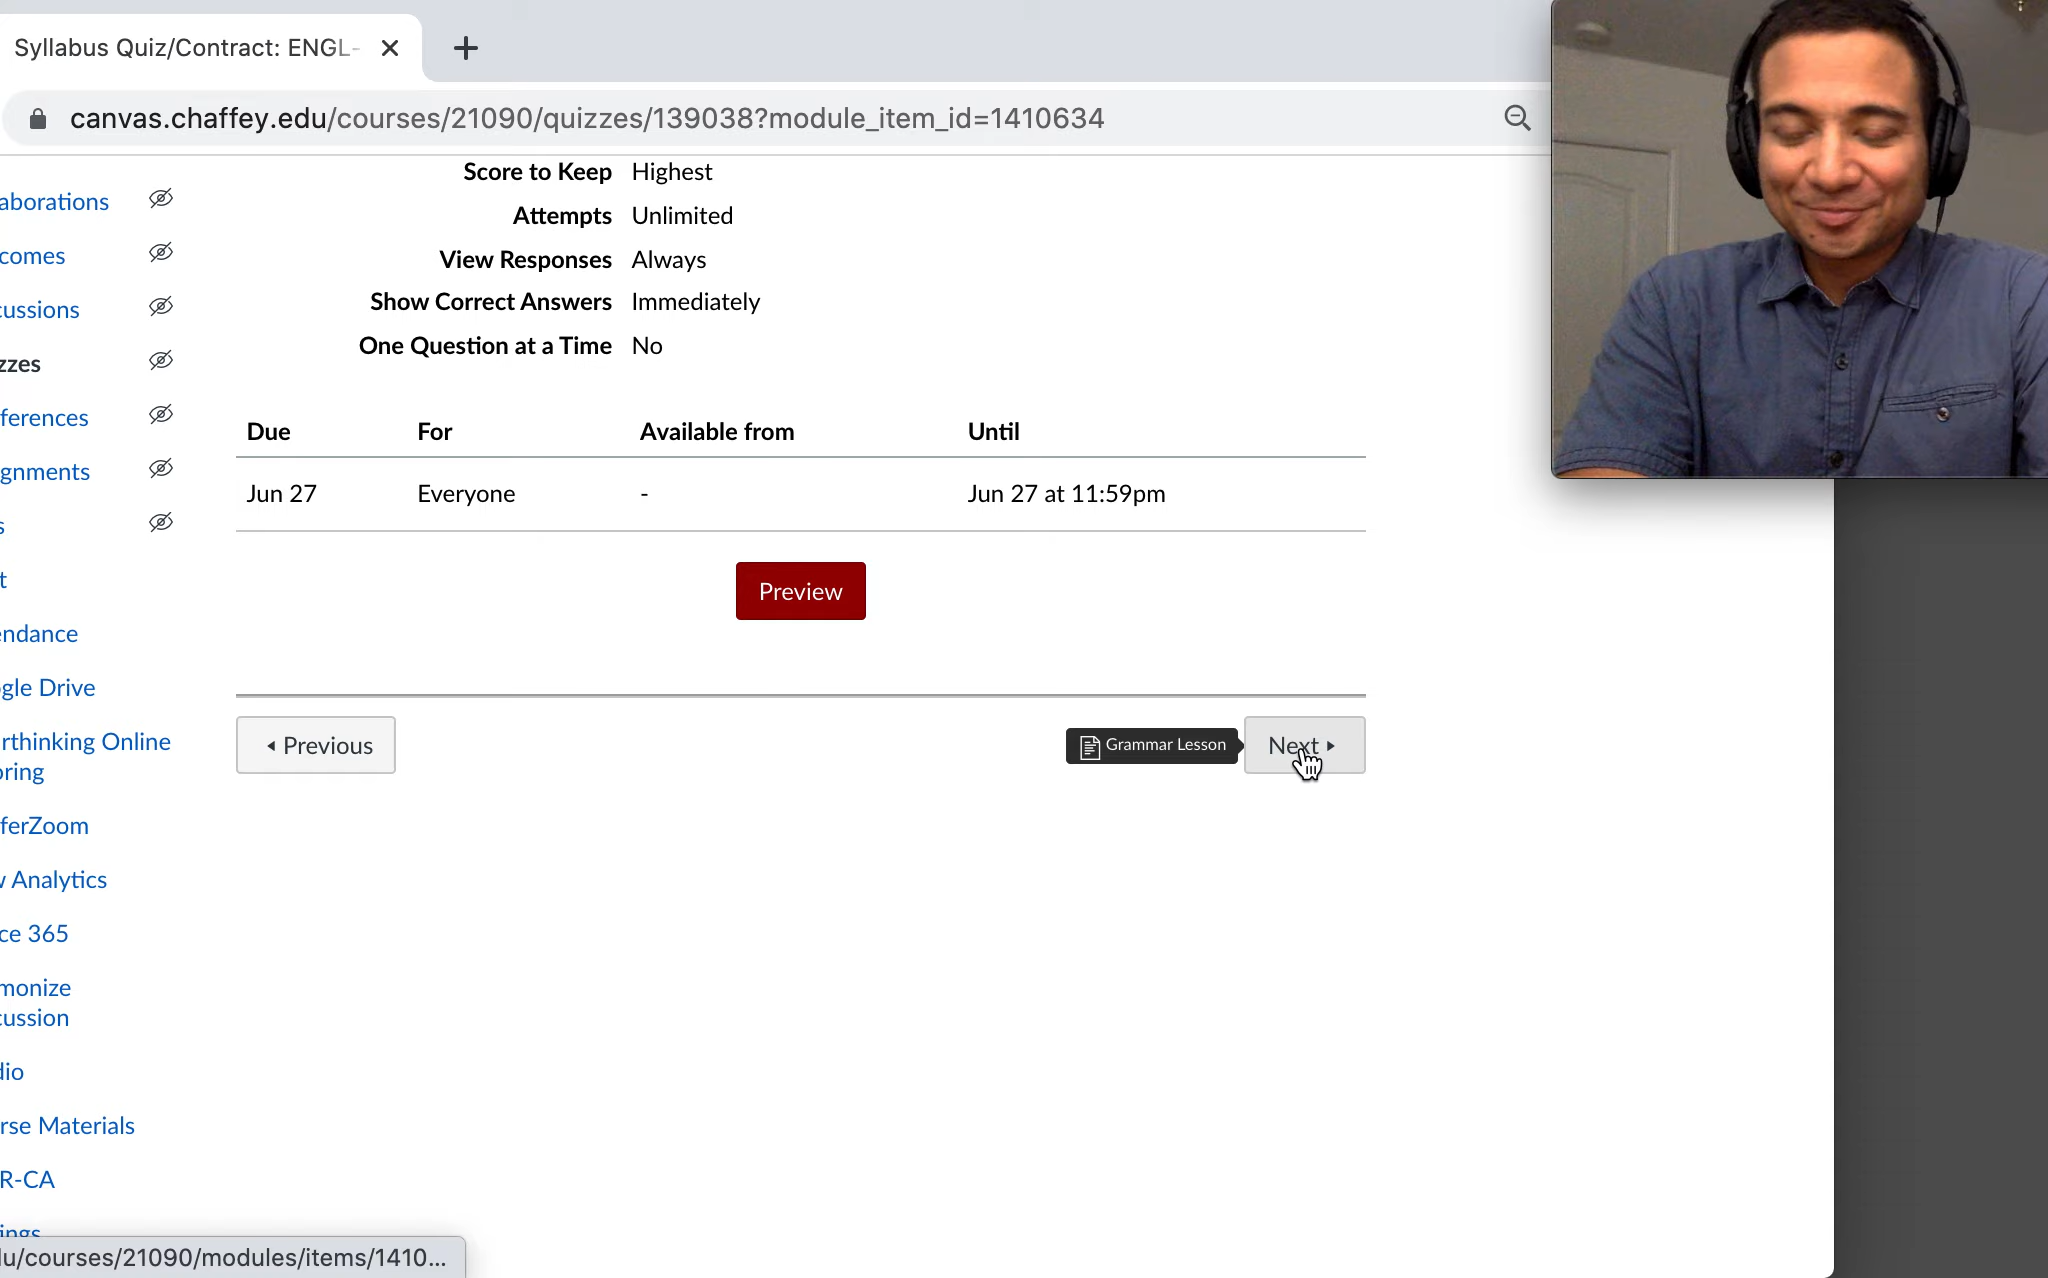 Syllabus Quiz/Contract: ENGL-
canvas.chaffey.edu/courses/21090/quizzes/139038?module_item_id=1410634
Score to Keep Highest
Attempts Unlimited
View Responses Always
Show Correct Answers Immediately
One Question at a Time No
aborations
comes
cussions
zzes
ferences
gnments
s
t
endance
gle Drive
rthinking Online
oring
ferZoom
v Analytics
ce 365
monize
cussion
dio
rse Materials
R-CA
ings
Due For Available from Until
Jun 27 Everyone - Jun 27 at 11:59pm
Preview
Previous
Grammar Lesson
Next
du/courses/21090/modules/items/1410...